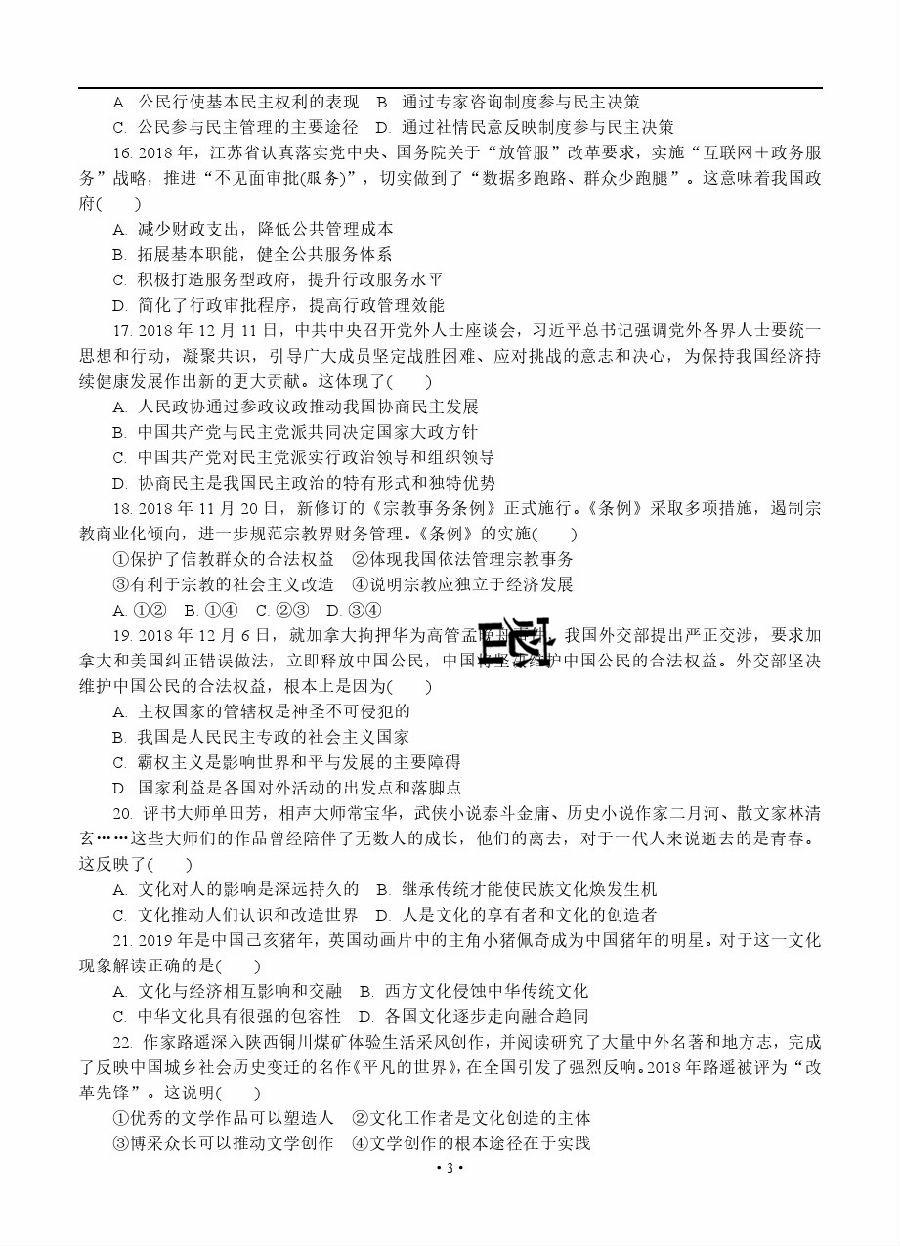 A 公民行使基本民主权利的表现 B 通过专家咨询制度参与民主决策
C. 公民参与民主管理的主要途径 D. 通过社情民意反映制度参与民主决策
16. 2018 年，江苏省认真落实党中央、国务院关于“放管服”改革要求，实施“互联网＋政务服
务”战略，推进“不见面审批(服务)”，切实做到了“数据多跑路、群众少跑腿”。这意味着我国政
府(　　)
A. 减少财政支出，降低公共管理成本
B. 拓展基本职能，健全公共服务体系
C. 积极打造服务型政府，提升行政服务水平
D. 简化了行政审批程序，提高行政管理效能
17. 2018 年 12 月 11 日，中共中央召开党外人士座谈会，习近平总书记强调党外各界人士要统一
思想和行动，凝聚共识，引导广大成员坚定战胜困难、应对挑战的意志和决心，为保持我国经济持
续健康发展作出新的更大贡献。这体现了(　　)
A. 人民政协通过参政议政推动我国协商民主发展
B. 中国共产党与民主党派共同决定国家大政方针
C. 中国共产党对民主党派实行政治领导和组织领导
D. 协商民主是我国民主政治的特有形式和独特优势
18. 2018 年 11 月 20 日，新修订的《宗教事务条例》正式施行。《条例》采取多项措施，遏制宗
教商业化倾向，进一步规范宗教界财务管理。《条例》的实施(　　)
①保护了信教群众的合法权益 ②体现我国依法管理宗教事务
③有利于宗教的社会主义改造 ④说明宗教应独立于经济发展
A. ①② B. ①④ C. ②③ D. ③④
19. 2018 年 12 月 6 日，就加拿大拘押华为高管孟晚，我国外交部提出严正交涉，要求加
拿大和美国纠正错误做法，立即释放中国公民，中国将坚决维护中国公民的合法权益。外交部坚决
维护中国公民的合法权益，根本上是因为(　　)
A. 主权国家的管辖权是神圣不可侵犯的
B. 我国是人民民主专政的社会主义国家
C. 霸权主义是影响世界和平与发展的主要障碍
D 国家利益是各国对外活动的出发点和落脚点
20. 评书大师单田芳，相声大师常宝华，武侠小说泰斗金庸、历史小说作家二月河、散文家林清
玄……这些大师们的作品曾经陪伴了无数人的成长，他们的离去，对于一代人来说逝去的是青春。
这反映了(　　)
A. 文化对人的影响是深远持久的 B. 继承传统才能使民族文化焕发生机
C. 文化推动人们认识和改造世界 D. 人是文化的享有者和文化的创造者
21. 2019 年是中国己亥猪年，英国动画片中的主角小猪佩奇成为中国猪年的明星。对于这一文化
现象解读正确的是(　　)
A. 文化与经济相互影响和交融 B. 西方文化侵蚀中华传统文化
C. 中华文化具有很强的包容性 D. 各国文化逐步走向融合趋同
22. 作家路遥深入陕西铜川煤矿体验生活采风创作，并阅读研究了大量中外名著和地方志，完成
了反映中国城乡社会历史变迁的名作《平凡的世界》，在全国引发了强烈反响。2018 年路遥被评为“改
革先锋”。这说明(　　)
①优秀的文学作品可以塑造人 ②文化工作者是文化创造的主体
③博采众长可以推动文学创作 ④文学创作的根本途径在于实践
• 3 •